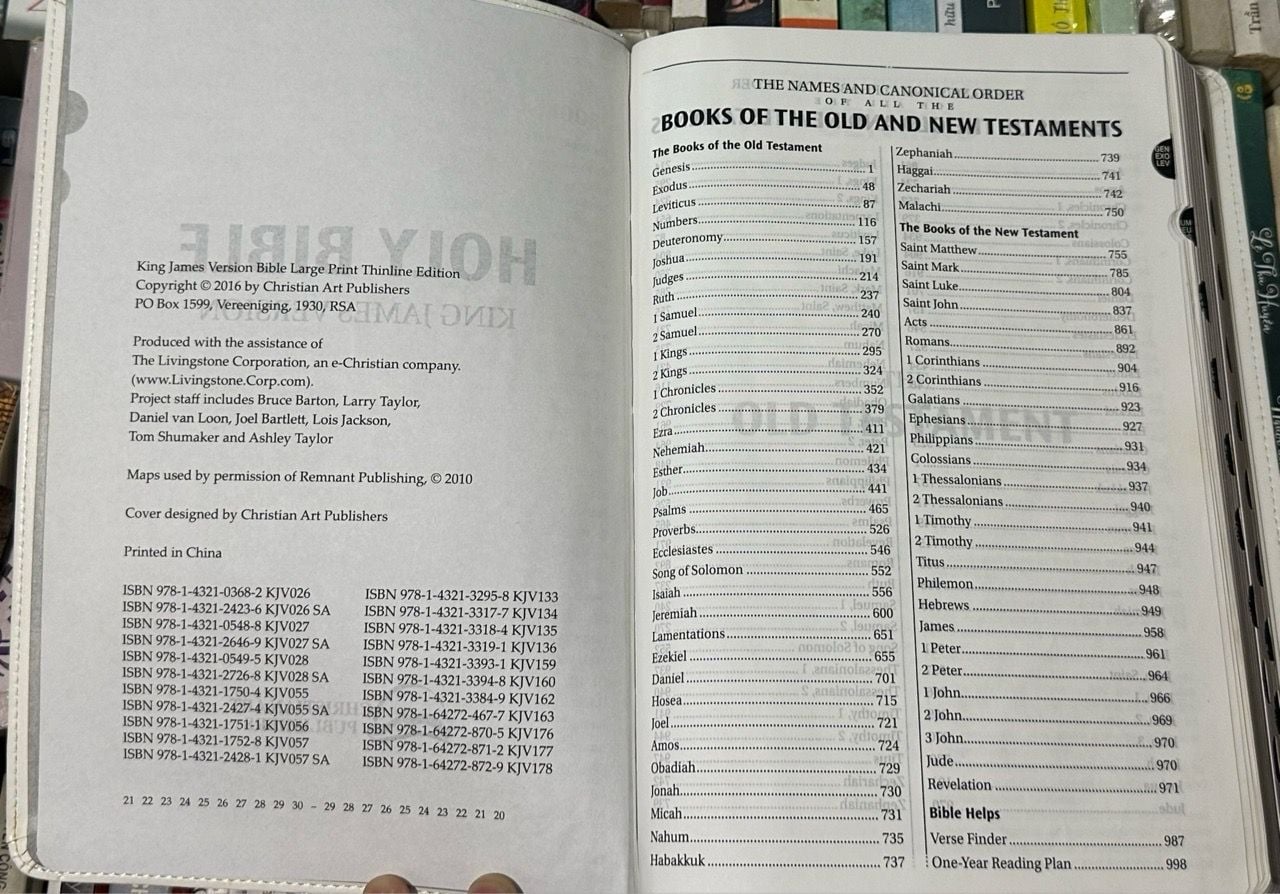 King James Version Bible Large Print Thinline Edition
Copyright © 2016 by Christian Art Publishers
PO Box 1599, Vereeniging, 1930, RSA
Produced with the assistance of
The Livingstone Corporation, an e-Christian company.
(www.Livingstone.Corp.com).
Project staff includes Bruce Barton, Larry Taylor,
Daniel van Loon, Joel Bartlett, Lois Jackson,
Tom Shumaker and Ashley Taylor
Maps used by permission of Remnant Publishing, © 2010
Cover designed by Christian Art Publishers
Printed in China
ISBN 978-1-4321-0368-2 KJV026
ISBN 978-1-4321-2423-6 KJV026 SA
ISBN 978-1-4321-0548-8 KJV027
ISBN 978-1-4321-2646-9 KJV027 SA
ISBN 978-1-4321-0549-5 KJV028
ISBN 978-1-4321-2726-8 KJV028 SA
ISBN 978-1-4321-1750-4 KJV055
ISBN 978-1-4321-2427-4 KJV055 SA
ISBN 978-1-4321-1751-1 KJV056
ISBN 978-1-4321-1752-8 KJV057
ISBN 978-1-4321-2428-1 KJV057 SA
ISBN 978-1-4321-3295-8 KJV133
ISBN 978-1-4321-3317-7 KJV134
ISBN 978-1-4321-3318-4 KJV135
ISBN 978-1-4321-3319-1 KJV136
ISBN 978-1-4321-3393-1 KJV159
ISBN 978-1-4321-3394-8 KJV160
ISBN 978-1-4321-3384-9 KJV162
ISBN 978-1-64272-467-7 KJV163
ISBN 978-1-64272-870-5 KJV176
ISBN 978-1-64272-871-2 KJV177
ISBN 978-1-64272-872-9 KJV178
21 22 23 24 25 26 27 28 29 30 – 29 28 27 26 25 24 23 22 21 20
THE NAMES AND CANONICAL ORDER
OF ALL THE
BOOKS OF THE OLD AND NEW TESTAMENTS
The Books of the Old Testament
Genesis 1
Exodus 48
Leviticus 87
Numbers 116
Deuteronomy 157
Joshua 191
Judges 214
Ruth 237
1 Samuel 240
2 Samuel 270
1 Kings 295
2 Kings 324
1 Chronicles 352
2 Chronicles 379
Ezra 411
Nehemiah 421
Esther 434
Job 441
Psalms 465
Proverbs 526
Ecclesiastes 546
Song of Solomon 552
Isaiah 556
Jeremiah 600
Lamentations 651
Ezekiel 655
Daniel 701
Hosea 715
Joel 721
Amos 724
Obadiah 729
Jonah 730
Micah 731
Nahum 735
Habakkuk 737
Zephaniah 739
Haggai 741
Zechariah 742
Malachi 750
The Books of the New Testament
Saint Matthew 755
Saint Mark 785
Saint Luke 804
Saint John 837
Acts 861
Romans 892
1 Corinthians 904
2 Corinthians 916
Galatians 923
Ephesians 927
Philippians 931
Colossians 934
1 Thessalonians 937
2 Thessalonians 940
1 Timothy 941
2 Timothy 944
Titus 947
Philemon 948
Hebrews 949
James 958
1 Peter 961
2 Peter 964
1 John 966
2 John 969
3 John 970
Jude 970
Revelation 971
Bible Helps
Verse Finder 987
One-Year Reading Plan 998
GEN
EXO
LEV
hữu
Trần
Lệ Thu Huyền